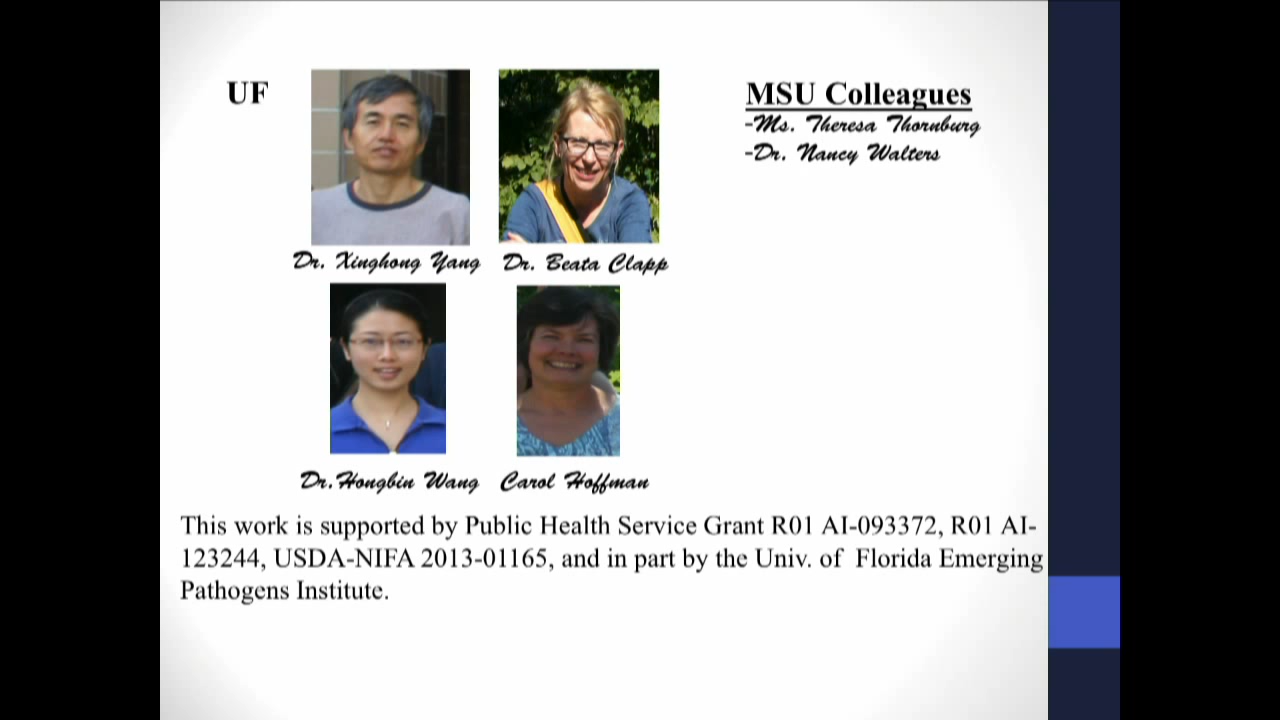 UF
Dr. Xinghong Yang
Dr. Beata Clapp
Dr.Hongbin Wang
Carol Hoffman
MSU Colleagues
-Ms. Theresa Thornburg
-Dr. Nancy Walters
This work is supported by Public Health Service Grant R01 AI-093372, R01 AI-
123244, USDA-NIFA 2013-01165, and in part by the Univ. of Florida Emerging
Pathogens Institute.